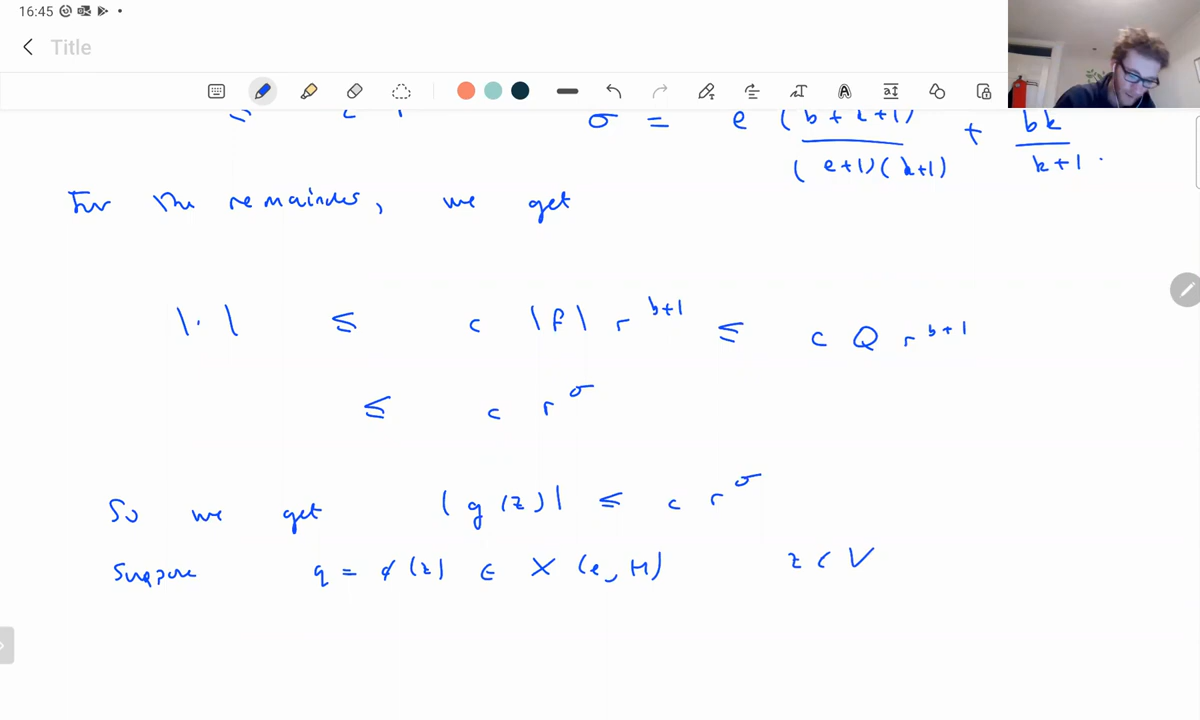 16:45
Title
σ = e (b+k+1) / (e+1)(k+1) + bk / k+1 .
For the remainder, we get
|·| ≤ c |f| r^{b+1} ≤ c Q r^{b+1}
≤ c r^σ
So we get |g(z)| ≤ c r^σ
Suppose q = φ(z) ∈ X(e, H) z ∈ V